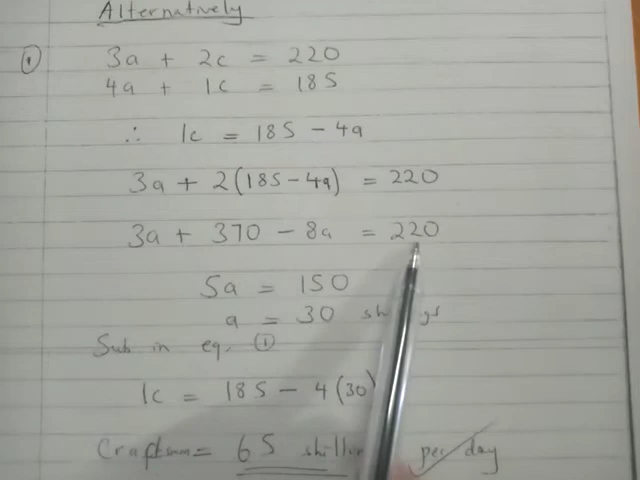 Alternatively
① 3a + 2c = 220
4a + 1c = 185
∴ 1c = 185 - 4a
3a + 2(185 - 4a) = 220
3a + 370 - 8a = 220
5a = 150
a = 30
Sub in eq. ①
1c = 185 - 4(30)
Craftsman = 65 per day